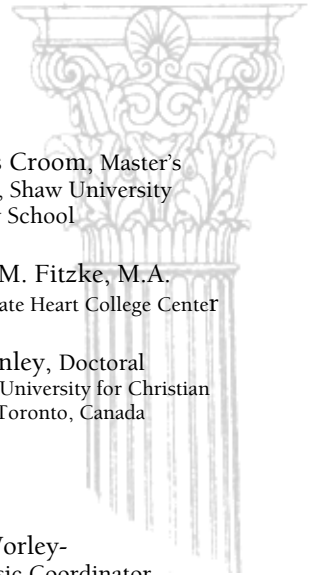 s Croom, Master's
, Shaw University
School
M. Fitzke, M.A.
ate Heart College Center
nley, Doctoral
University for Christian
Toronto, Canada
Vorley-
sic Coordinator